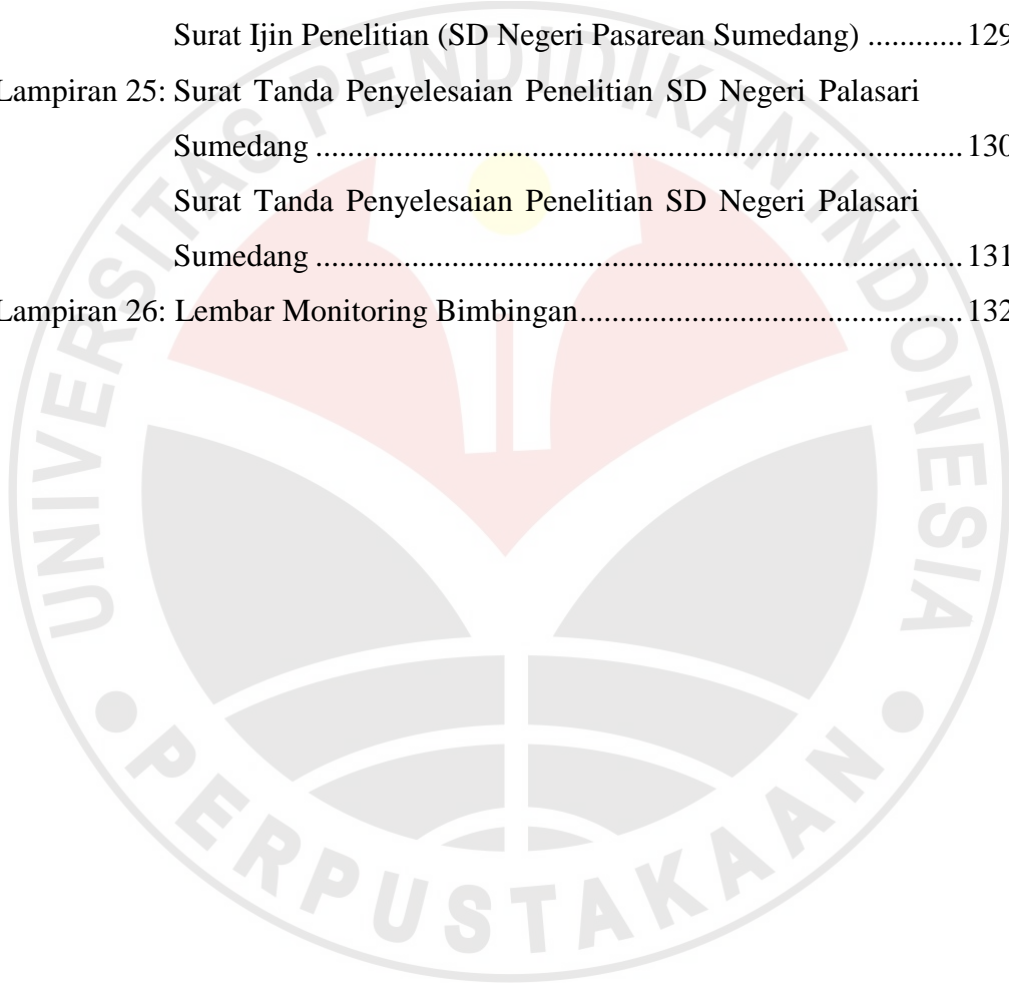 Surat Ijin Penelitian (SD Negeri Pasarean Sumedang) ............ 129
Lampiran 25: Surat Tanda Penyelesaian Penelitian SD Negeri Palasari
Sumedang .................................................................................. 130
Surat Tanda Penyelesaian Penelitian SD Negeri Palasari
Sumedang .................................................................................. 131
Lampiran 26: Lembar Monitoring Bimbingan................................................. 132
UNIVERSITAS PENDIDIKAN INDONESIA
PERPUSTAKAAN